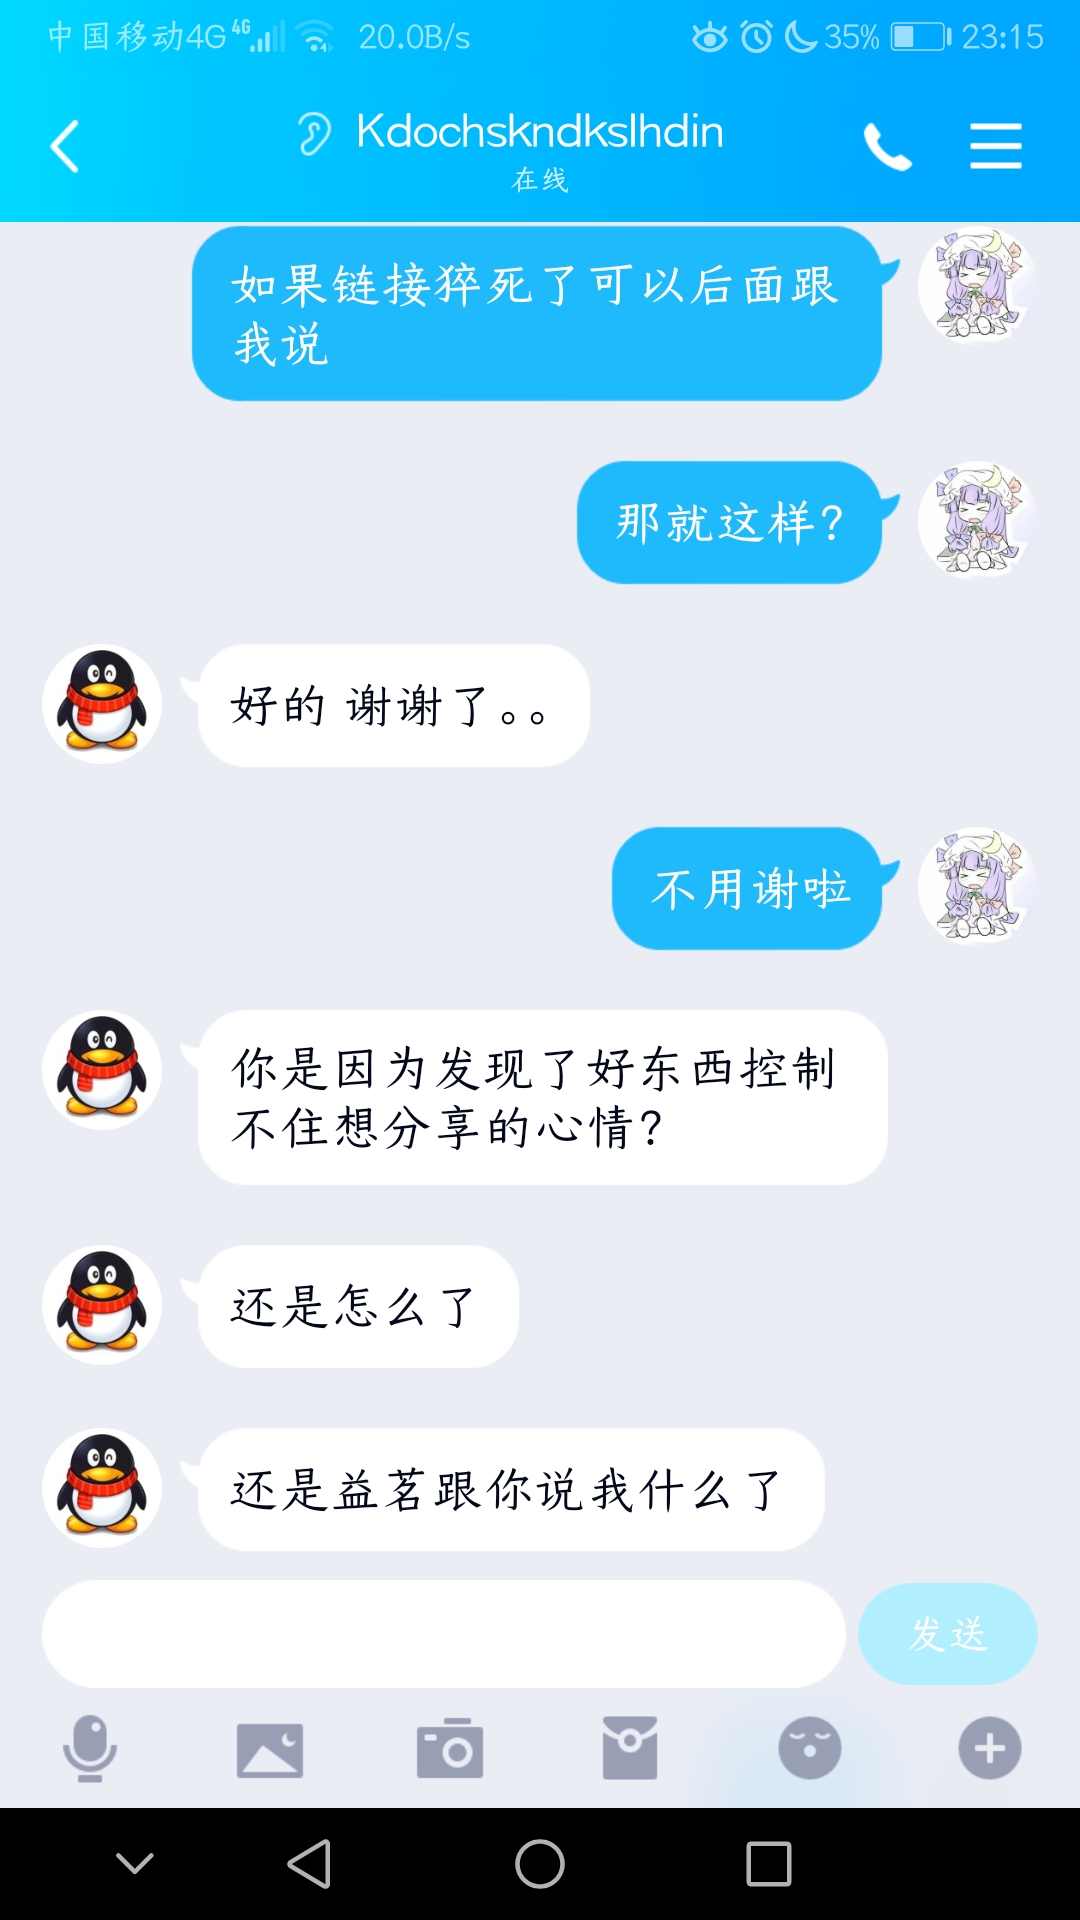 中国移动4G 4G 20.0B/s 35% 23:15
Kdochskndkslhdin
在线
如果链接猝死了可以后面跟
我说
那就这样?
好的 谢谢了。。
不用谢啦
你是因为发现了好东西控制
不住想分享的心情?
还是怎么了
还是益茗跟你说我什么了
发送